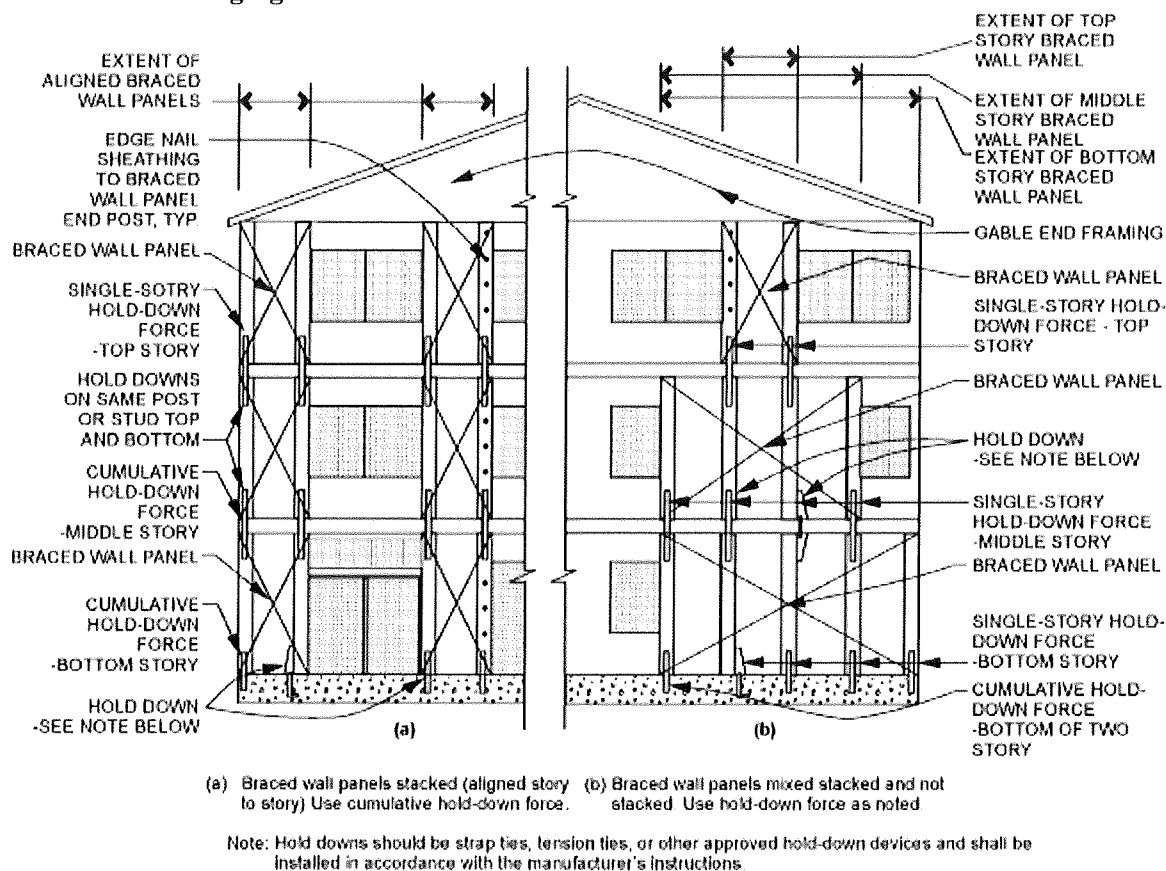 EXTENT OF
ALIGNED BRACED
WALL PANELS
EDGE NAIL
SHEATHING
TO BRACED
WALL PANEL
END POST, TYP.
BRACED WALL PANEL
SINGLE-SOTRY
HOLD-DOWN
FORCE
-TOP STORY
HOLD DOWNS
ON SAME POST
OR STUD TOP
AND BOTTOM
CUMULATIVE
HOLD-DOWN
FORCE
-MIDDLE STORY
BRACED WALL PANEL
CUMULATIVE
HOLD-DOWN
FORCE
-BOTTOM STORY
HOLD DOWN
-SEE NOTE BELOW
EXTENT OF TOP
STORY BRACED
WALL PANEL
EXTENT OF MIDDLE
STORY BRACED
WALL PANEL
EXTENT OF BOTTOM
STORY BRACED
WALL PANEL
GABLE END FRAMING
BRACED WALL PANEL
SINGLE-STORY HOLD-
DOWN FORCE - TOP
STORY
BRACED WALL PANEL
HOLD DOWN
-SEE NOTE BELOW
SINGLE-STORY
HOLD-DOWN FORCE
-MIDDLE STORY
BRACED WALL PANEL
SINGLE-STORY HOLD-
DOWN FORCE
-BOTTOM STORY
CUMULATIVE HOLD-
DOWN FORCE
-BOTTOM OF TWO
STORY
(a)
(b)
(a) Braced wall panels stacked (aligned story
to story) Use cumulative hold-down force.
(b) Braced wall panels mixed stacked and not
stacked. Use hold-down force as noted
Note: Hold downs should be strap ties, tension ties, or other approved hold-down devices and shall be
installed in accordance with the manufacturer's instructions.